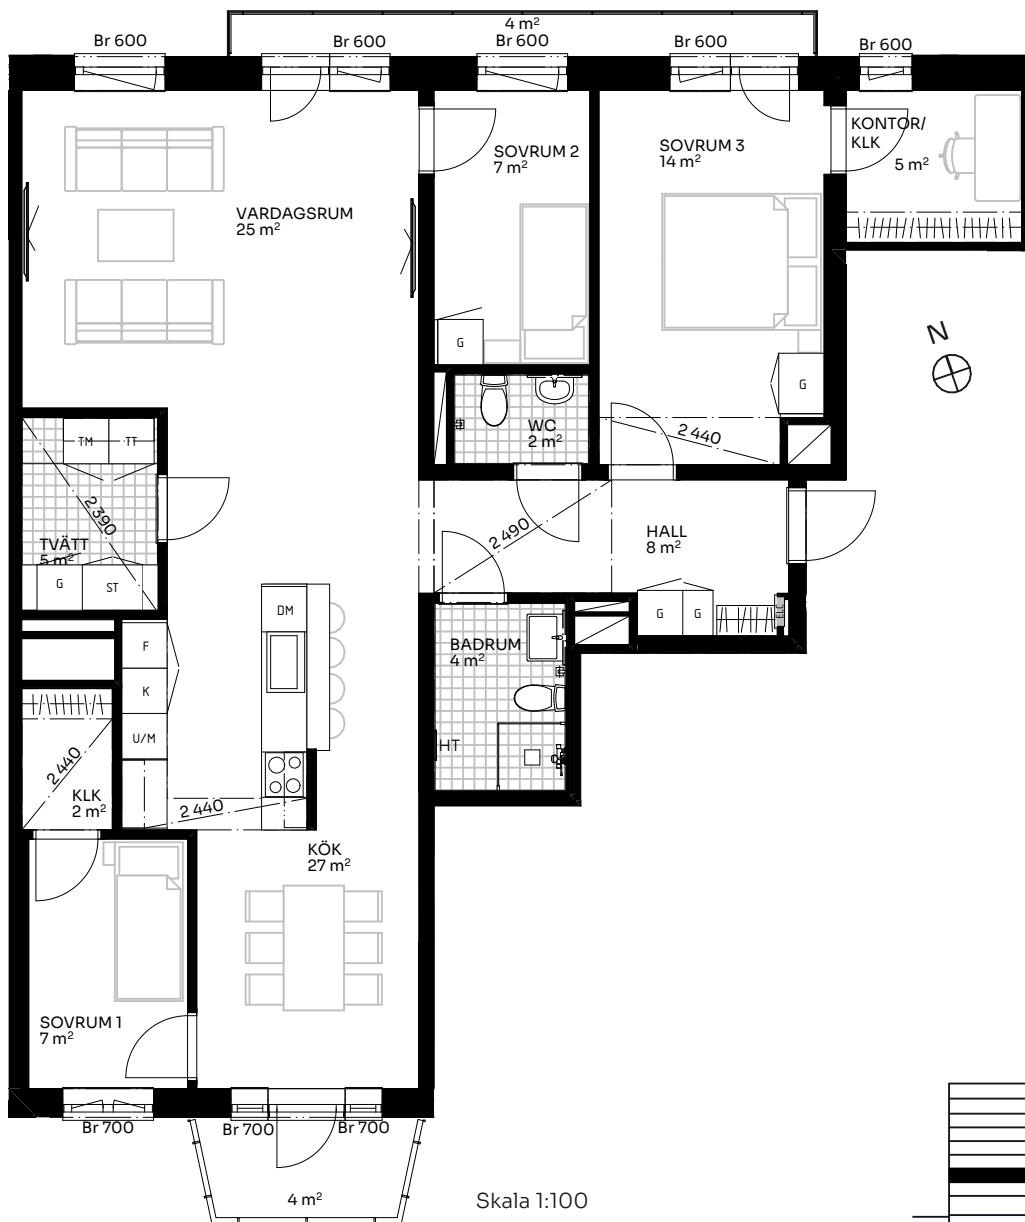 4 m²
Br 600
Br 600
Br 600
Br 600
Br 600
KONTOR/
KLK
5 m²
SOVRUM 2
7 m²
SOVRUM 3
14 m²
VARDAGSRUM
25 m²
N
G
G
WC
2 m²
2 440
TM
TT
2 390
TVÄTT
5 m²
G
ST
2 490
HALL
8 m²
G
G
ELC
DM
BADRUM
4 m²
F
K
U/M
HT
2 440
KLK
2 m²
2 440
KÖK
27 m²
SOVRUM 1
7 m²
Br 700
Br 700
Br 700
4 m²
Skala 1:100